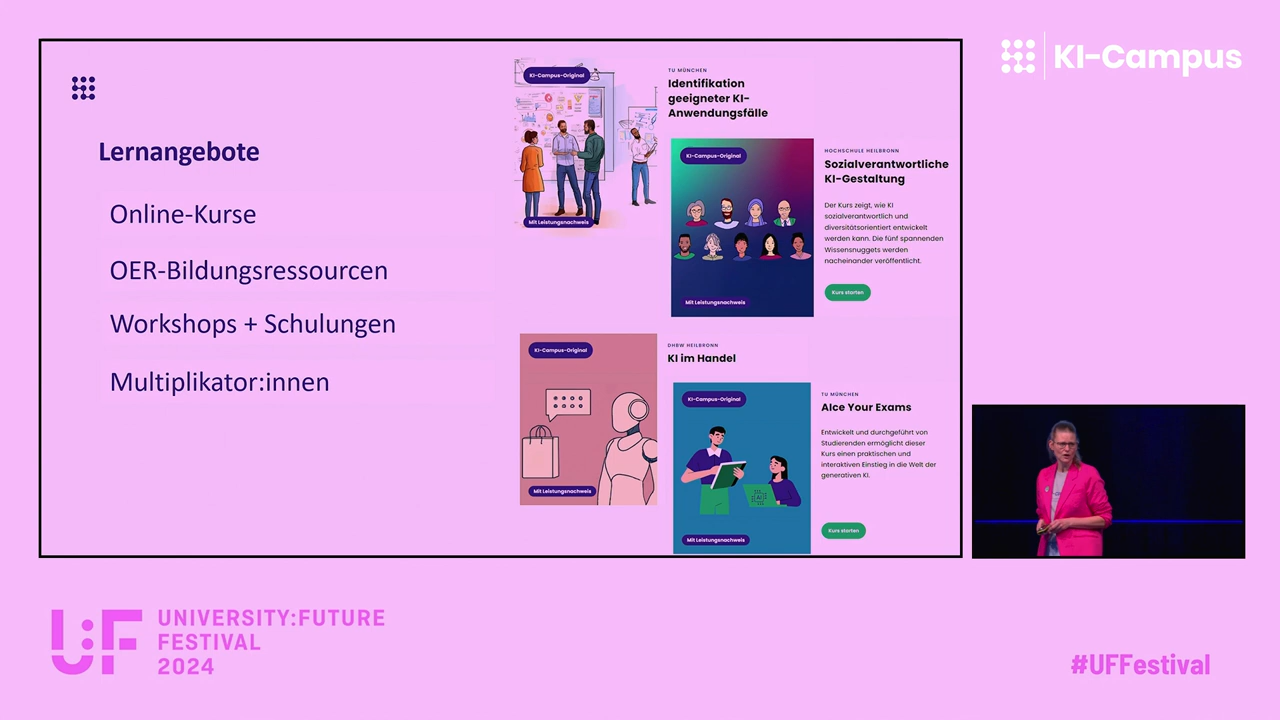 KI-Campus
Lernangebote
Online-Kurse
OER-Bildungsressourcen
Workshops + Schulungen
Multiplikator:innen
KI-Campus-Original
Mit Leistungsnachweis
TU MÜNCHEN
Identifikation
geeigneter KI-
Anwendungsfälle
KI-Campus-Original
Mit Leistungsnachweis
HOCHSCHULE HEILBRONN
Sozialverantwortliche
KI-Gestaltung
Der Kurs zeigt, wie KI
sozialverantwortlich und
diversitätsorientiert entwickelt
werden kann. Die fünf spannenden
Wissensnuggets werden
nacheinander veröffentlicht.
Kurs starten
KI-Campus-Original
Mit Leistungsnachweis
DHBW HEILBRONN
KI im Handel
KI-Campus-Original
AI
Mit Leistungsnachweis
TU MÜNCHEN
AIce Your Exams
Entwickelt und durchgeführt von
Studierenden ermöglicht dieser
Kurs einen praktischen und
interaktiven Einstieg in die Welt der
generativen KI.
Kurs starten
U:F
UNIVERSITY:FUTURE
FESTIVAL
2024
#UFFestival